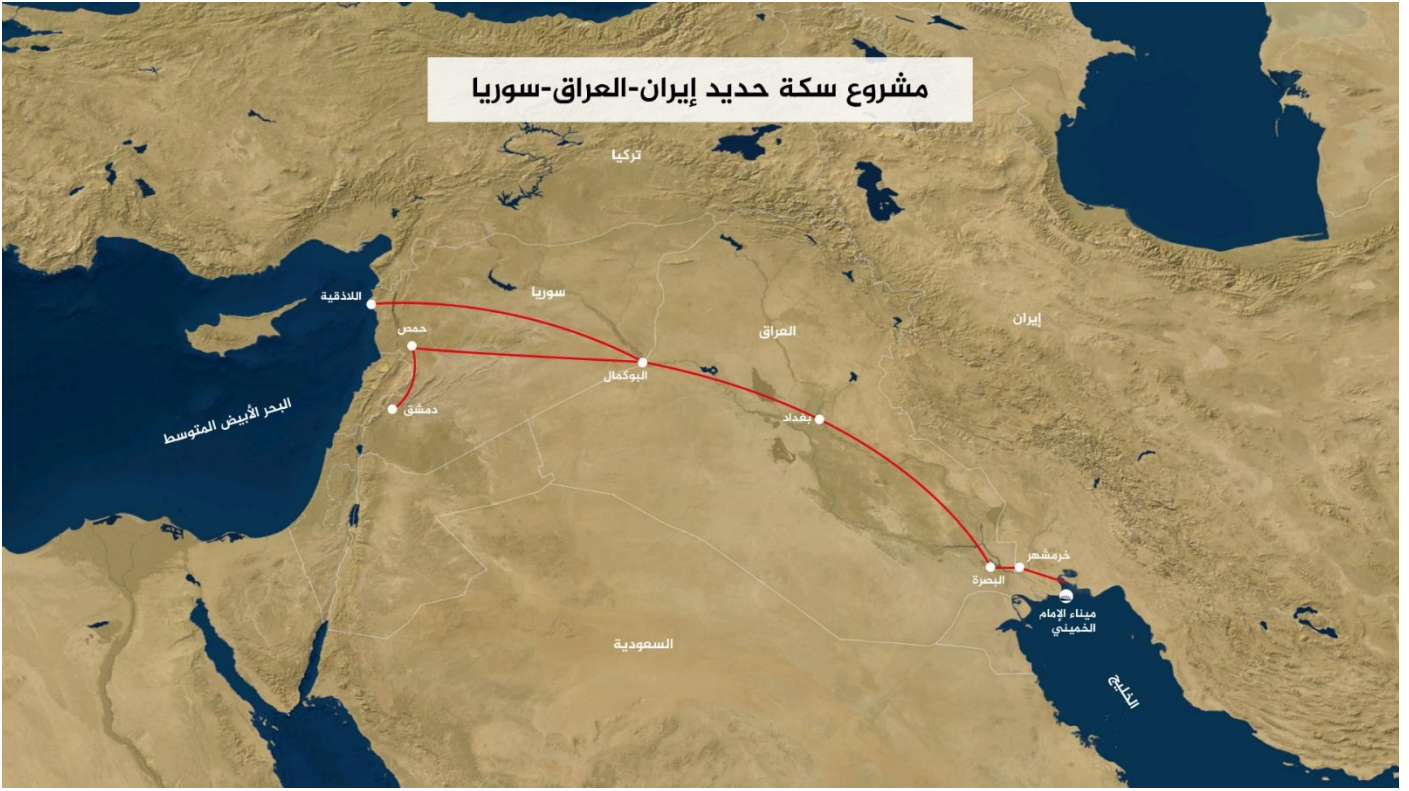 مشروع سكة حديد إيران-العراق-سوريا
تركيا
اللاذقية
سوريا
حمص
العراق
إيران
البوكمال
دمشق
بغداد
البحر الأبيض المتوسط
خرمشهر
البصرة
ميناء الإمام
الخميني
السعودية
الخليج